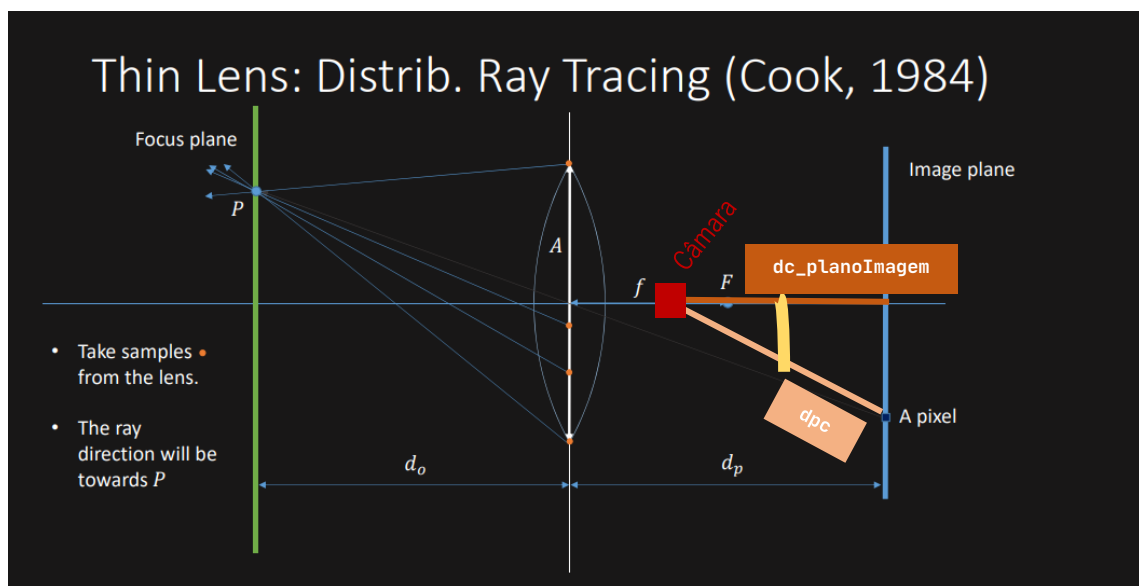 Thin Lens: Distrib. Ray Tracing (Cook, 1984)
Focus plane
Image plane
P
A
Câmara
f
F
dc_planoImagem
• Take samples •
from the lens.
• The ray
direction will be
towards P
dpc
A pixel
d_o
d_p